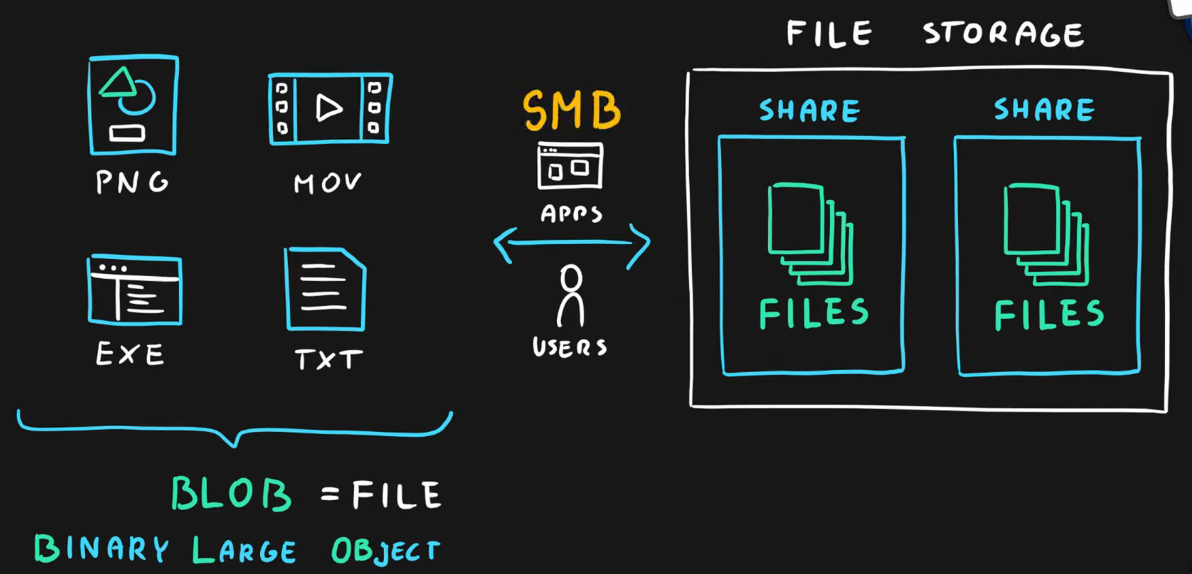 PNG
MOV
EXE
TXT
BLOB = FILE
BINARY LARGE OBJECT
SMB
APPS
USERS
FILE STORAGE
SHARE
FILES
SHARE
FILES